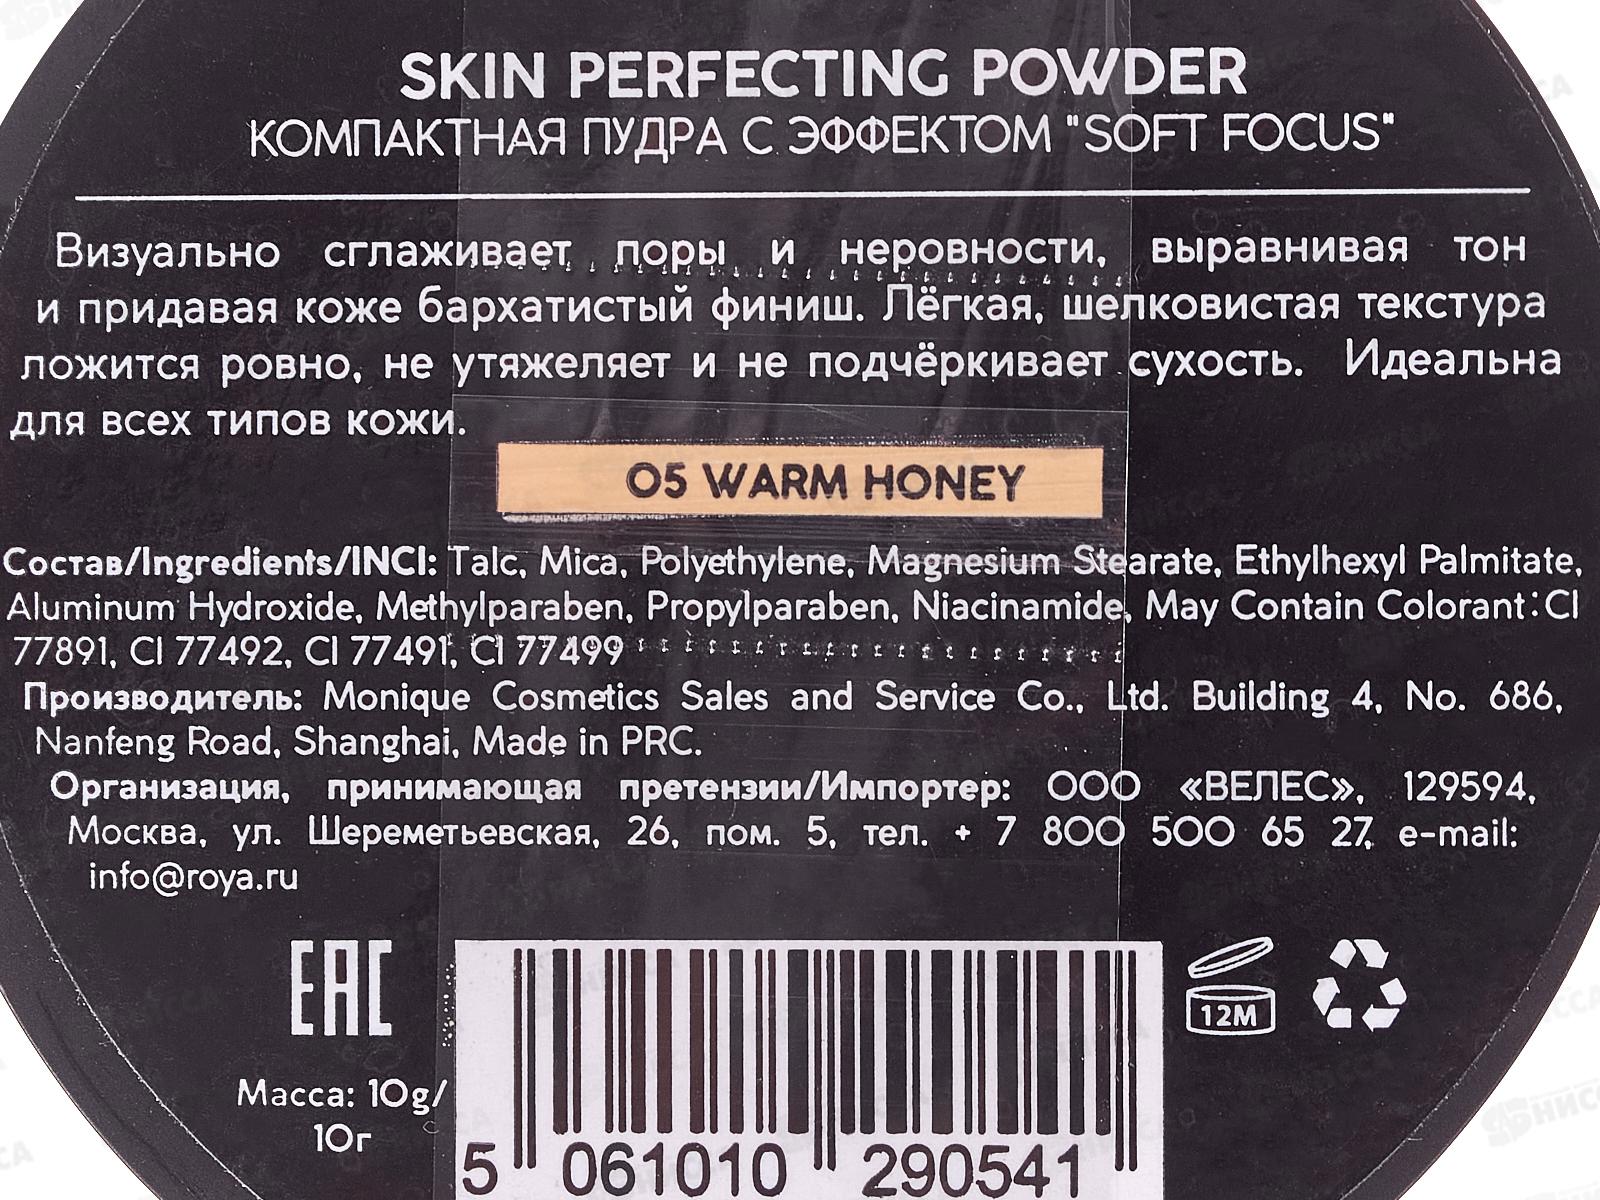 SKIN PERFECTING POWDER
КОМПАКТНАЯ ПУДРА С ЭФФЕКТОМ "SOFT FOCUS"
Визуально сглаживает поры и неровности, выравнивая тон
и придавая коже бархатистый финиш. Лёгкая, шелковистая текстура
ложится ровно, не утяжеляет и не подчёркивает сухость. Идеальна
для всех типов кожи.
05 WARM HONEY
Состав/Ingredients/INCI: Talc, Mica, Polyethylene, Magnesium Stearate, Ethylhexyl Palmitate,
Aluminum Hydroxide, Methylparaben, Propylparaben, Niacinamide, May Contain Colorant:CI
77891, CI 77492, CI 77491, CI 77499
Производитель: Monique Cosmetics Sales and Service Co., Ltd. Building 4, No. 686,
Nanfeng Road, Shanghai, Made in PRC.
Организация, принимающая претензии/Импортер: ООО «ВЕЛЕС», 129594,
Москва, ул. Шереметьевская, 26, пом. 5, тел. + 7 800 500 65 27, e-mail:
info@roya.ru
EAC
12M
Масса: 10g/
10г
5 061010 290541